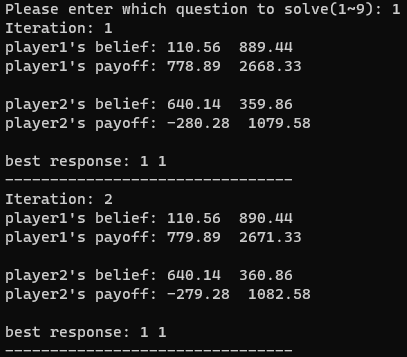 Please enter which question to solve(1~9): 1
Iteration: 1
player1's belief: 110.56  889.44
player1's payoff: 778.89  2668.33
player2's belief: 640.14  359.86
player2's payoff: -280.28  1079.58
best response: 1 1
--------------------------------
Iteration: 2
player1's belief: 110.56  890.44
player1's payoff: 779.89  2671.33
player2's belief: 640.14  360.86
player2's payoff: -279.28  1082.58
best response: 1 1
--------------------------------